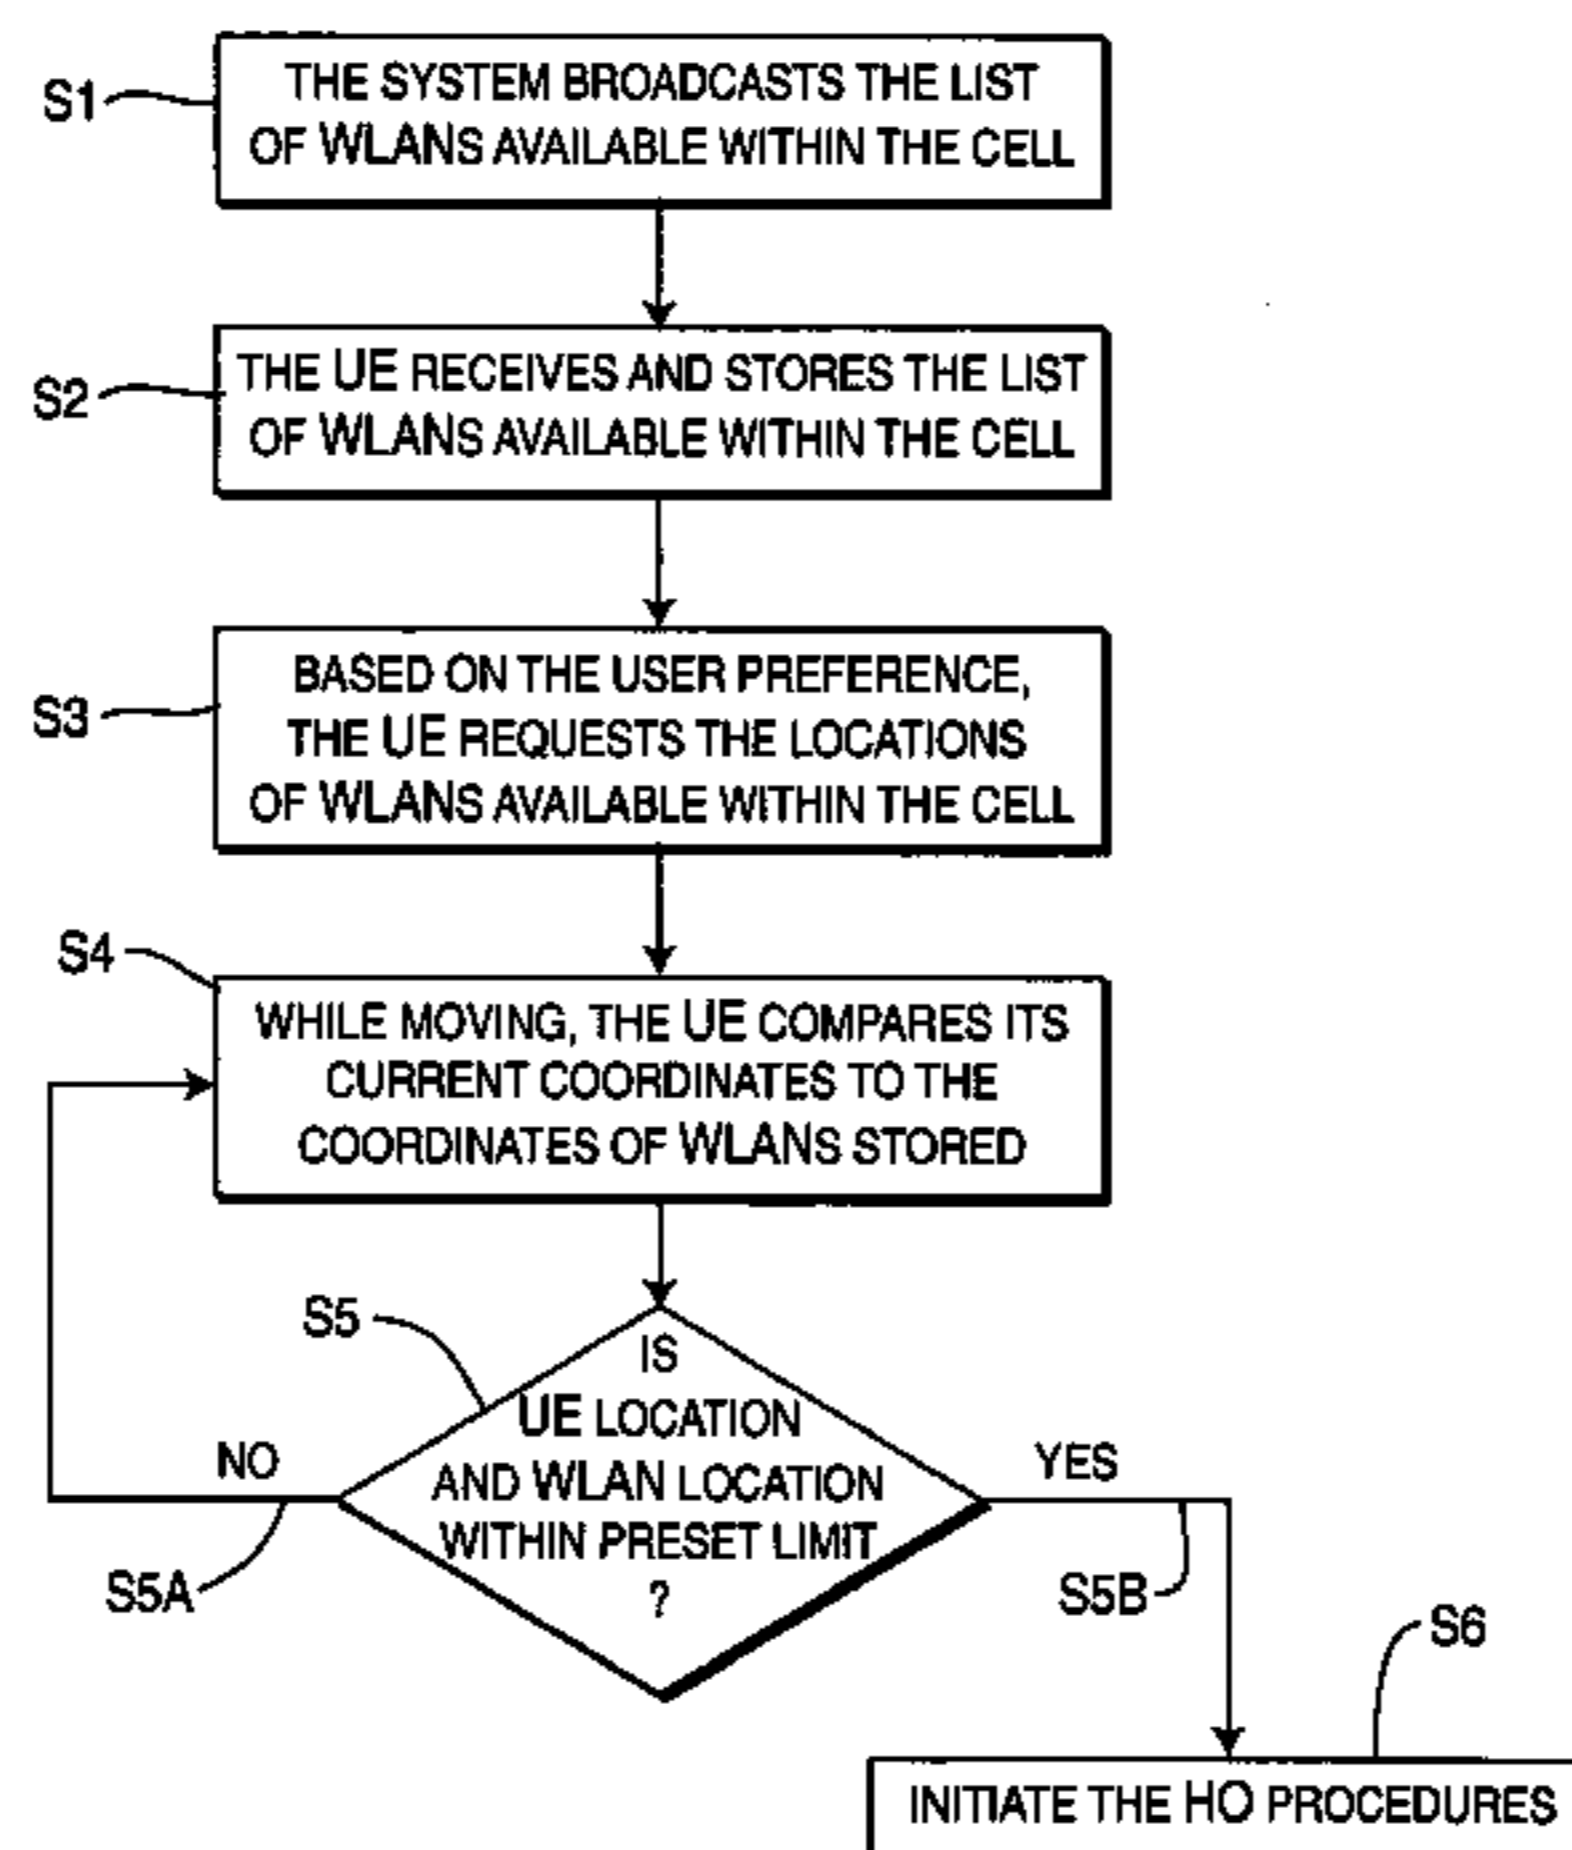 S1
THE SYSTEM BROADCASTS THE LIST
OF WLANS AVAILABLE WITHIN THE CELL
S2
THE UE RECEIVES AND STORES THE LIST
OF WLANS AVAILABLE WITHIN THE CELL
S3
BASED ON THE USER PREFERENCE,
THE UE REQUESTS THE LOCATIONS
OF WLANS AVAILABLE WITHIN THE CELL
S4
WHILE MOVING, THE UE COMPARES ITS
CURRENT COORDINATES TO THE
COORDINATES OF WLANS STORED
S5
IS
UE LOCATION
AND WLAN LOCATION
WITHIN PRESET LIMIT
?
NO
YES
S5A
S5B
S6
INITIATE THE HO PROCEDURES